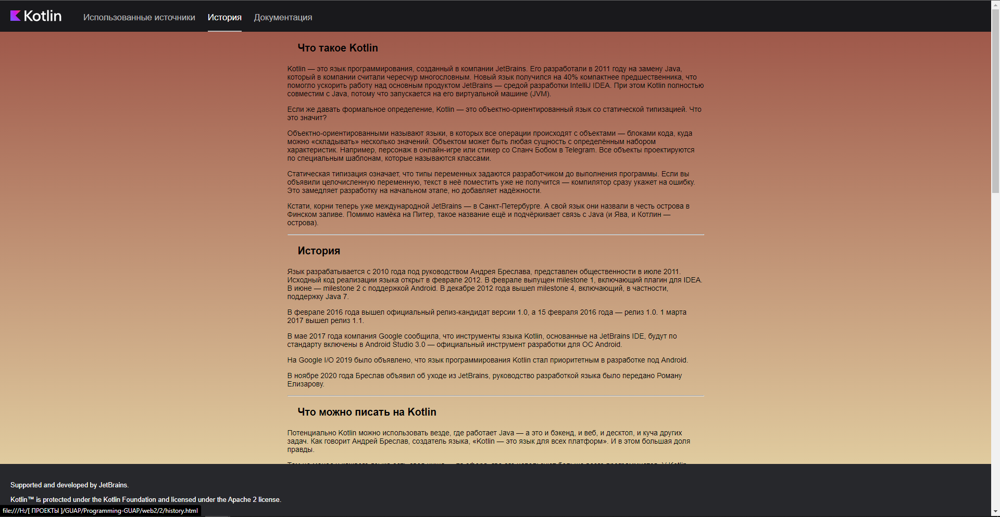 Kotlin
Использованные источники
История
Документация
Что такое Kotlin
Kotlin — это язык программирования, созданный в компании JetBrains. Его разработали в 2011 году на замену Java,
который в компании считали чересчур многословным. Новый язык получился на 40% компактнее предшественника, что
помогло ускорить работу над основным продуктом JetBrains — средой разработки IntelliJ IDEA. При этом Kotlin полностью
совместим с Java, потому что запускается на его виртуальной машине (JVM).
Если же давать формальное определение, Kotlin — это объектно-ориентированный язык со статической типизацией. Что
это значит?
Объектно-ориентированными называют языки, в которых все операции происходят с объектами — блоками кода, куда
можно «складывать» несколько значений. Объектом может быть любая сущность с определённым набором
характеристик. Например, персонаж в онлайн-игре или стикер со Спанч Бобом в Telegram. Все объекты проектируются
по специальным шаблонам, которые называются классами.
Статическая типизация означает, что типы переменных задаются разработчиком до выполнения программы. Если вы
объявили целочисленную переменную, текст в неё поместить уже не получится — компилятор сразу укажет на ошибку.
Это замедляет разработку на начальном этапе, но добавляет надёжности.
Кстати, корни теперь уже международной JetBrains — в Санкт-Петербурге. А свой язык они назвали в честь острова в
Финском заливе. Помимо намёка на Питер, такое название ещё и подчёркивает связь с Java (и Ява, и Котлин —
острова).
История
Язык разрабатывается с 2010 года под руководством Андрея Бреслава, представлен общественности в июле 2011.
Исходный код реализации языка открыт в феврале 2012. В феврале выпущен milestone 1, включающий плагин для IDEA.
В июне — milestone 2 с поддержкой Android. В декабре 2012 года вышел milestone 4, включающий, в частности,
поддержку Java 7.
В феврале 2016 года вышел официальный релиз-кандидат версии 1.0, а 15 февраля 2016 года — релиз 1.0. 1 марта
2017 вышел релиз 1.1.
В мае 2017 года компания Google сообщила, что инструменты языка Kotlin, основанные на JetBrains IDE, будут по
стандарту включены в Android Studio 3.0 — официальный инструмент разработки для ОС Android.
На Google I/O 2019 было объявлено, что язык программирования Kotlin стал приоритетным в разработке под Android.
В ноябре 2020 года Бреслав объявил об уходе из JetBrains, руководство разработкой языка было передано Роману
Елизарову.
Что можно писать на Kotlin
Потенциально Kotlin можно использовать везде, где работает Java — а это и бэкенд, и веб, и десктоп, и куча других
задач. Как говорит Андрей Бреслав, создатель языка, «Kotlin — это язык для всех платформ». И в этом большая доля
правды.
Supported and developed by JetBrains.
Kotlin™ is protected under the Kotlin Foundation and licensed under the Apache 2 license.
file:///H:/[ ПРОЕКТЫ ]/GUAP/Programming-GUAP/web2/2/history.html